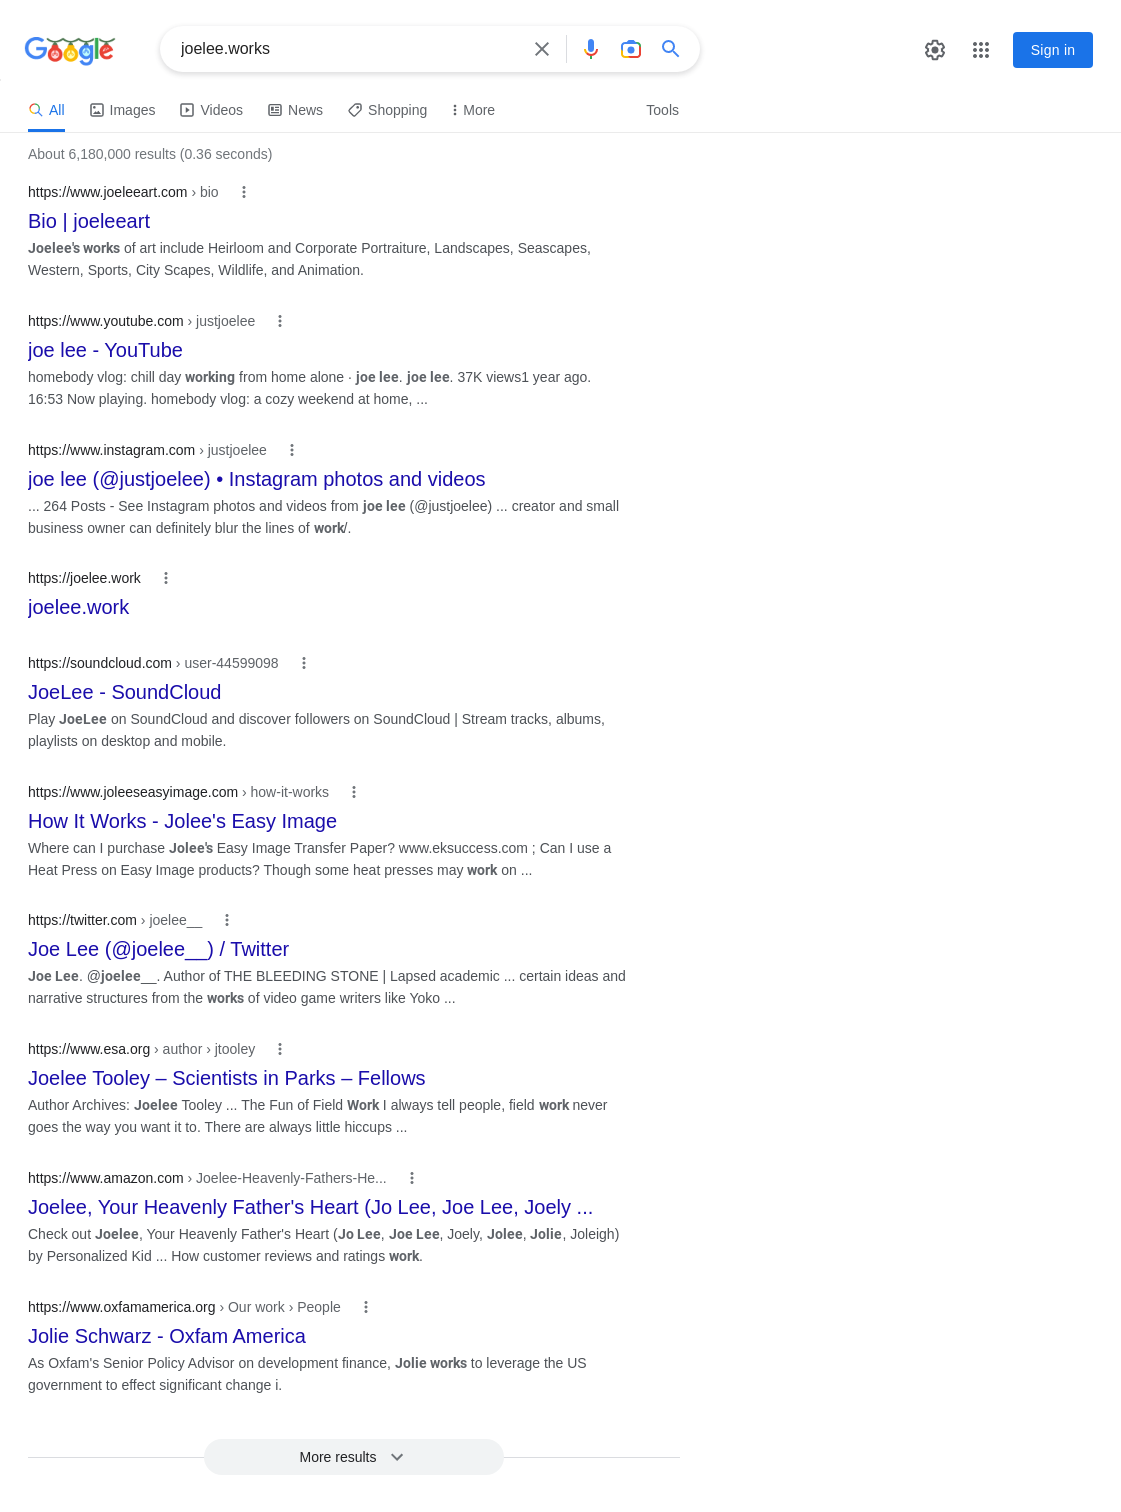 Google
joelee.works
Sign in
All Images Videos News Shopping More Tools
About 6,180,000 results (0.36 seconds)
https://www.joeleeart.com › bio
Bio | joeleeart
Joelee's works of art include Heirloom and Corporate Portraiture, Landscapes, Seascapes,
Western, Sports, City Scapes, Wildlife, and Animation.
https://www.youtube.com › justjoelee
joe lee - YouTube
homebody vlog: chill day working from home alone · joe lee. joe lee. 37K views1 year ago.
16:53 Now playing. homebody vlog: a cozy weekend at home, ...
https://www.instagram.com › justjoelee
joe lee (@justjoelee) • Instagram photos and videos
... 264 Posts - See Instagram photos and videos from joe lee (@justjoelee) ... creator and small
business owner can definitely blur the lines of work/.
https://joelee.work
joelee.work
https://soundcloud.com › user-44599098
JoeLee - SoundCloud
Play JoeLee on SoundCloud and discover followers on SoundCloud | Stream tracks, albums,
playlists on desktop and mobile.
https://www.joleeseasyimage.com › how-it-works
How It Works - Jolee's Easy Image
Where can I purchase Jolee's Easy Image Transfer Paper? www.eksuccess.com ; Can I use a
Heat Press on Easy Image products? Though some heat presses may work on ...
https://twitter.com › joelee__
Joe Lee (@joelee__) / Twitter
Joe Lee. @joelee__. Author of THE BLEEDING STONE | Lapsed academic ... certain ideas and
narrative structures from the works of video game writers like Yoko ...
https://www.esa.org › author › jtooley
Joelee Tooley – Scientists in Parks – Fellows
Author Archives: Joelee Tooley ... The Fun of Field Work I always tell people, field work never
goes the way you want it to. There are always little hiccups ...
https://www.amazon.com › Joelee-Heavenly-Fathers-He...
Joelee, Your Heavenly Father's Heart (Jo Lee, Joe Lee, Joely ...
Check out Joelee, Your Heavenly Father's Heart (Jo Lee, Joe Lee, Joely, Jolee, Jolie, Joleigh)
by Personalized Kid ... How customer reviews and ratings work.
https://www.oxfamamerica.org › Our work › People
Jolie Schwarz - Oxfam America
As Oxfam's Senior Policy Advisor on development finance, Jolie works to leverage the US
government to effect significant change i.
More results